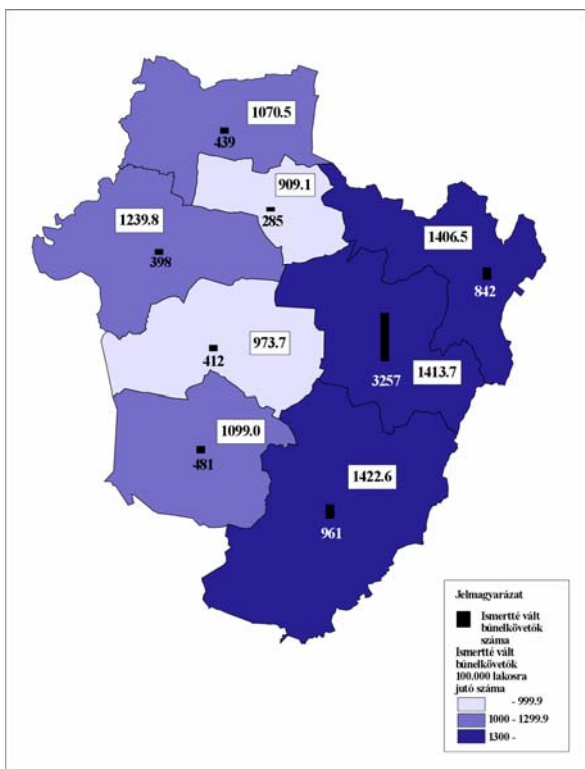 1070.5
439
909.1
285
1239.8
398
1406.5
842
973.7
412
3257
1413.7
1099.0
481
1422.6
961
Jelmagyarázat
Ismertté vált
bűnelkövetők
száma
Ismertté vált
bűnelkövetők
100.000 lakosra
jutó száma
- 999.9
1000 - 1299.9
1300 -